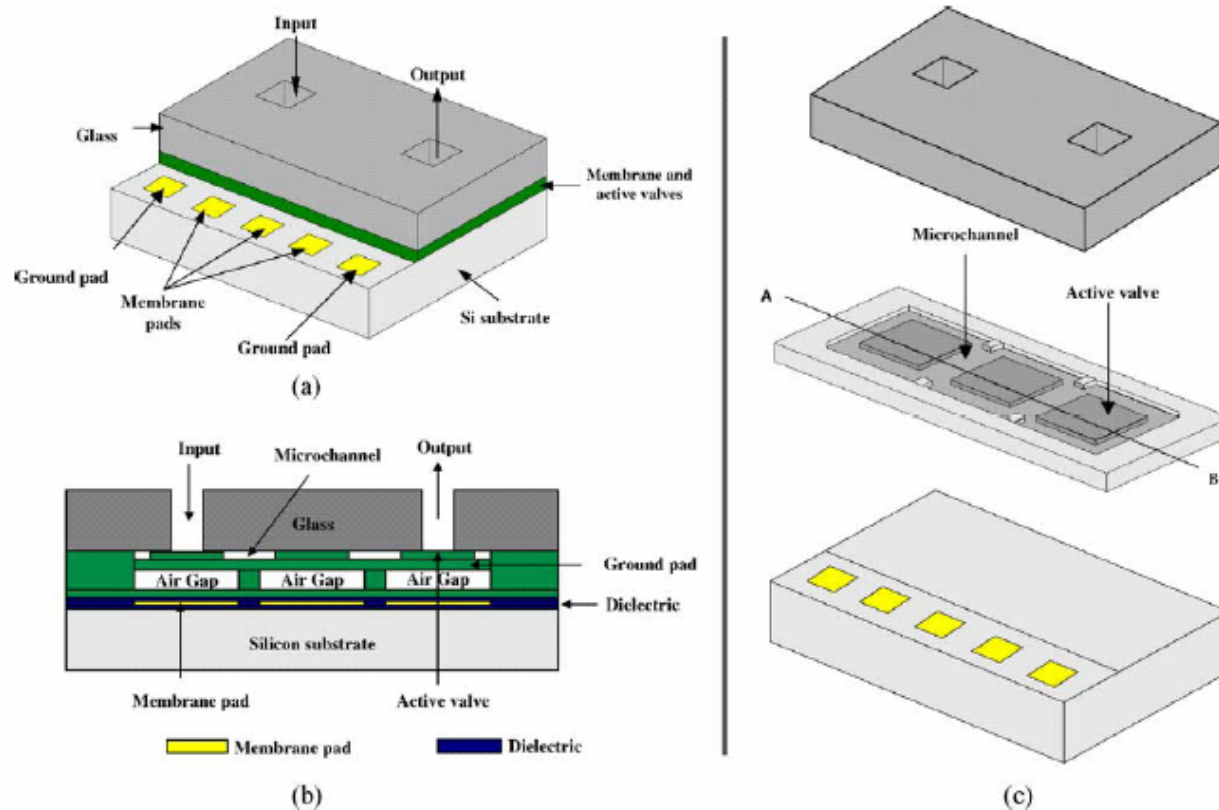 Input
Output
Glass
Membrane and
active valves
Ground pad
Membrane
pads
Si substrate
Ground pad
(a)
Input
Output
Microchannel
Glass
Ground pad
Air Gap
Air Gap
Air Gap
Dielectric
Silicon substrate
Membrane pad
Active valve
Membrane pad
Dielectric
(b)
Microchannel
Active valve
A
B
(c)